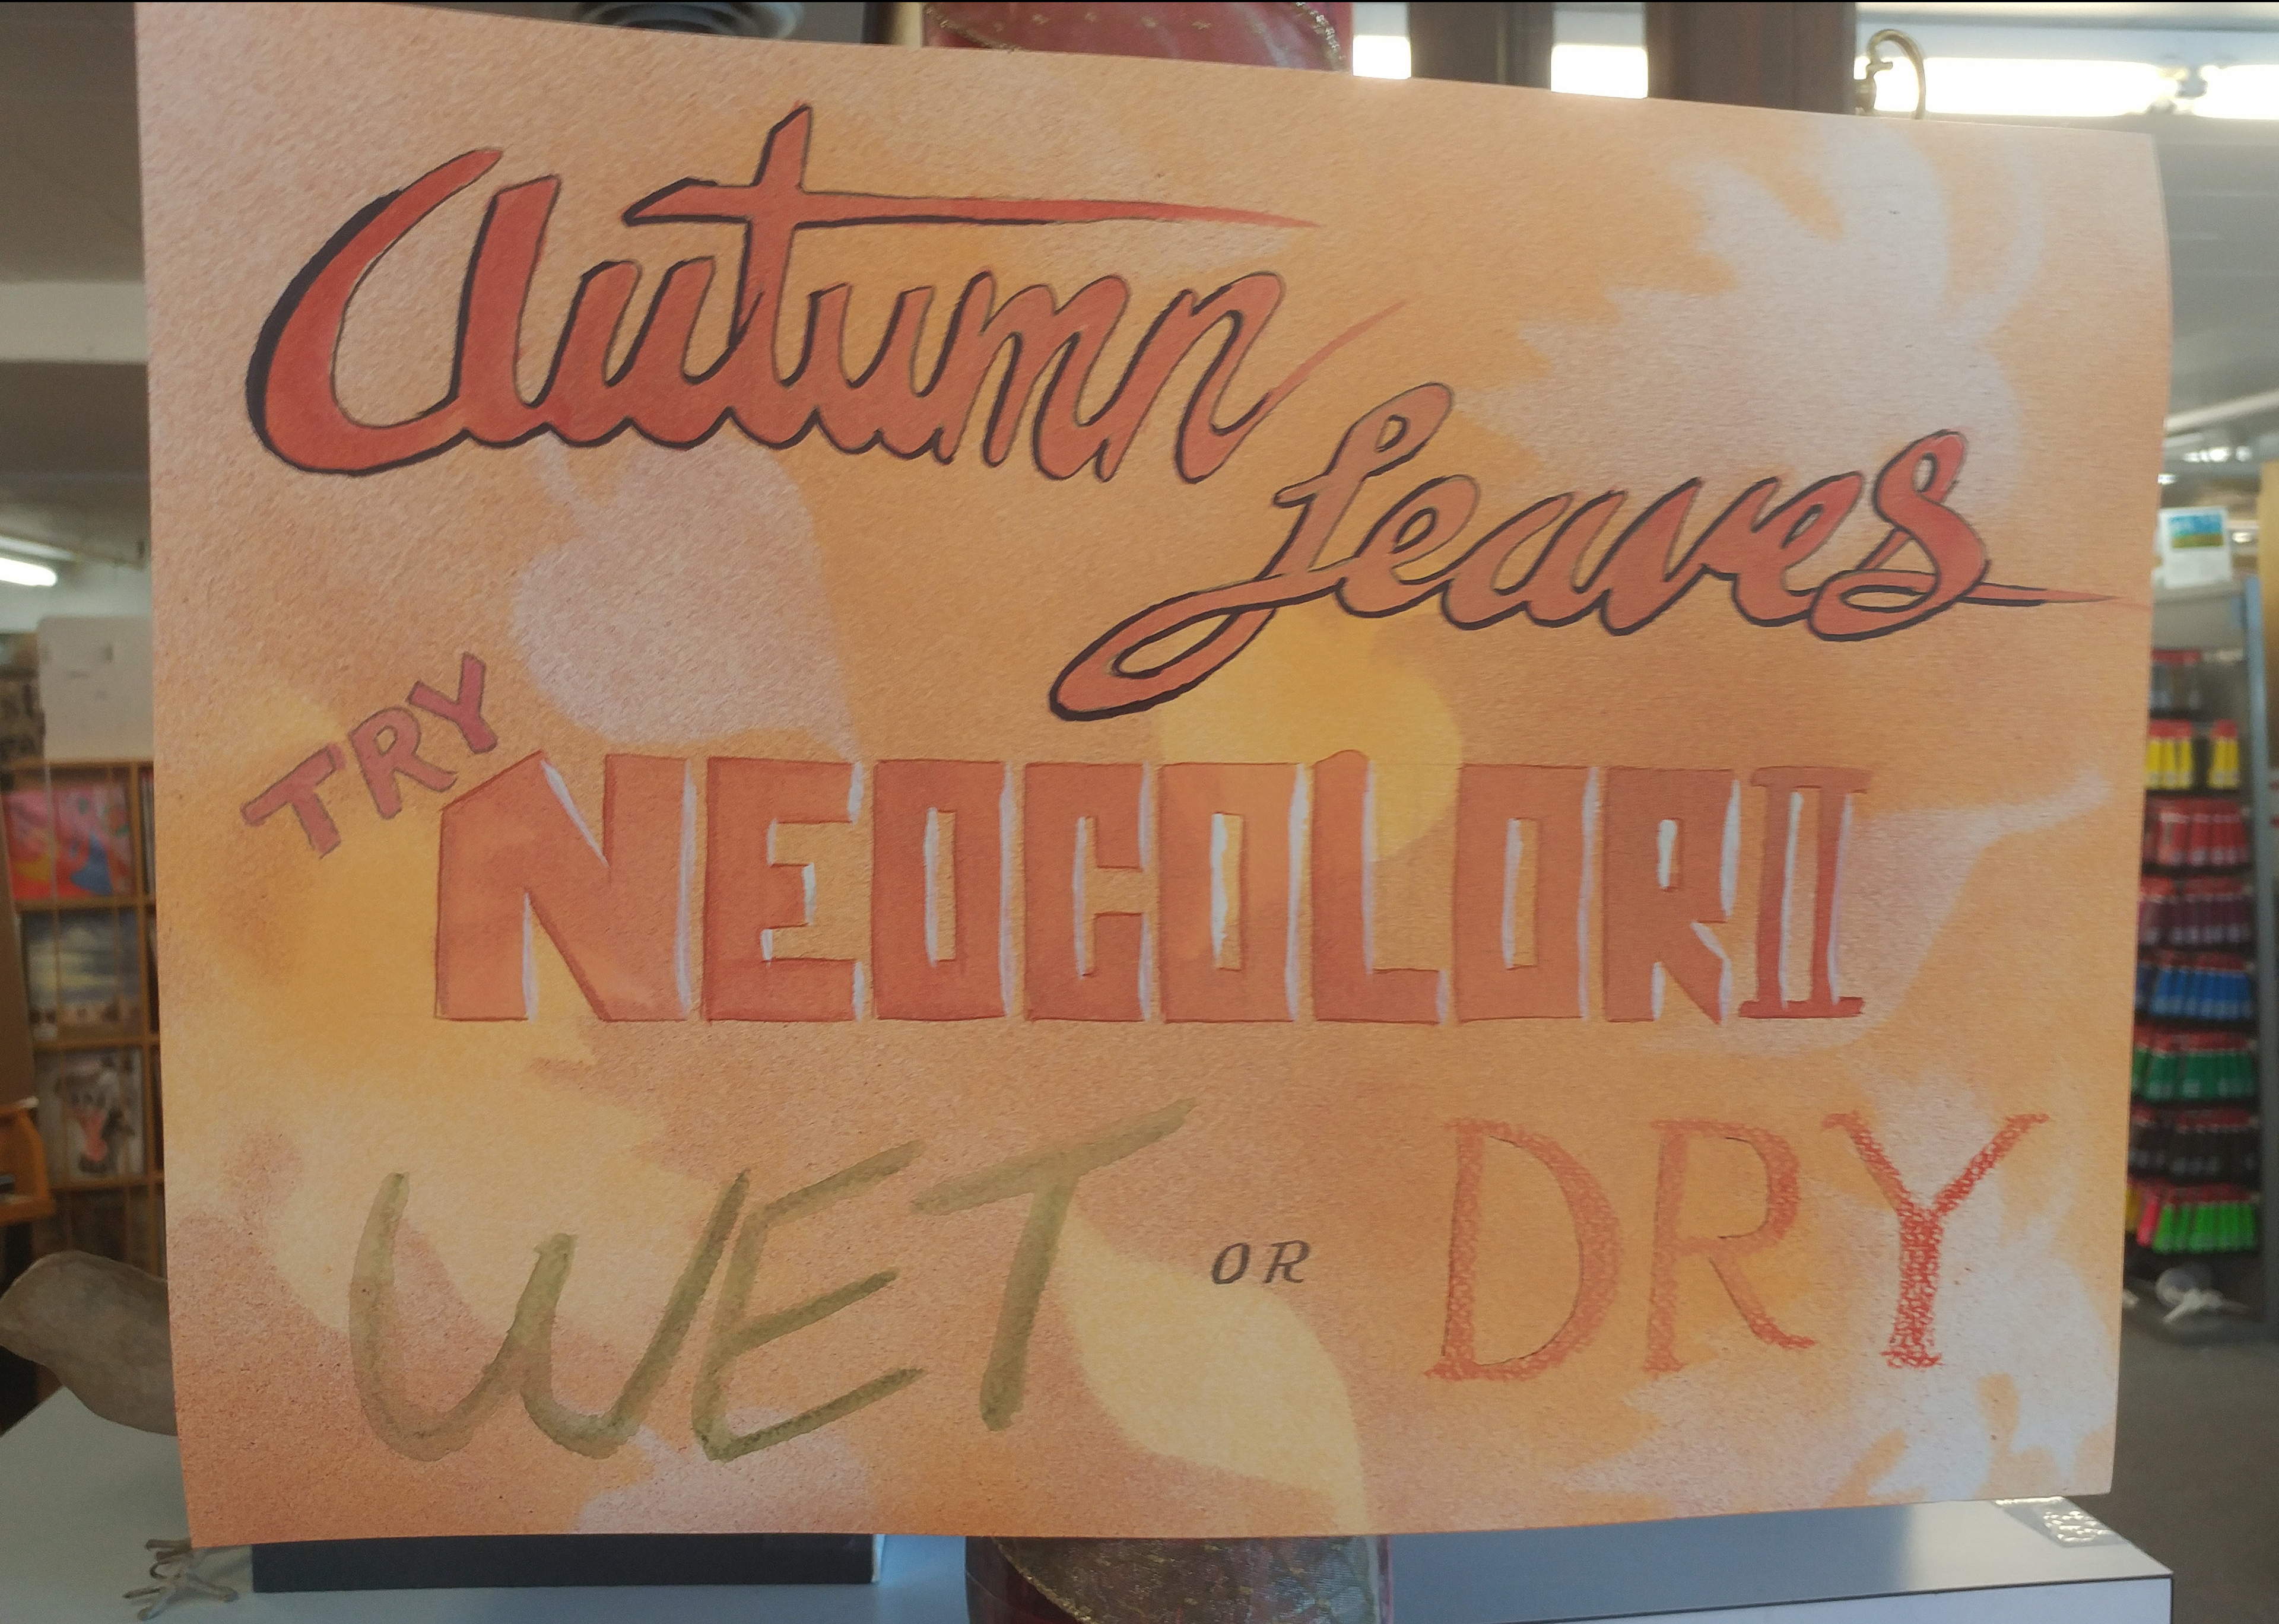 Autumn
Leaves
TRY
NEOCOLOR II
WET OR DRY